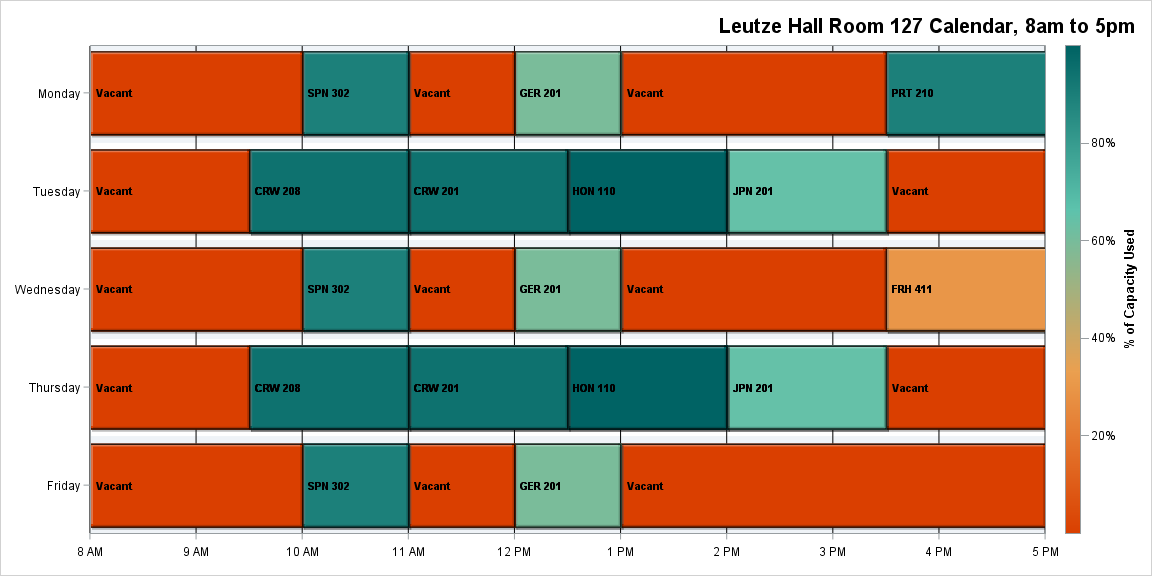 Leutze Hall Room 127 Calendar, 8am to 5pm
Monday
Vacant
SPN 302
Vacant
GER 201
Vacant
PRT 210
Tuesday
Vacant
CRW 208
CRW 201
HON 110
JPN 201
Vacant
Wednesday
Vacant
SPN 302
Vacant
GER 201
Vacant
FRH 411
Thursday
Vacant
CRW 208
CRW 201
HON 110
JPN 201
Vacant
Friday
Vacant
SPN 302
Vacant
GER 201
Vacant
8 AM
9 AM
10 AM
11 AM
12 PM
1 PM
2 PM
3 PM
4 PM
5 PM
80%
60%
40%
20%
% of Capacity Used